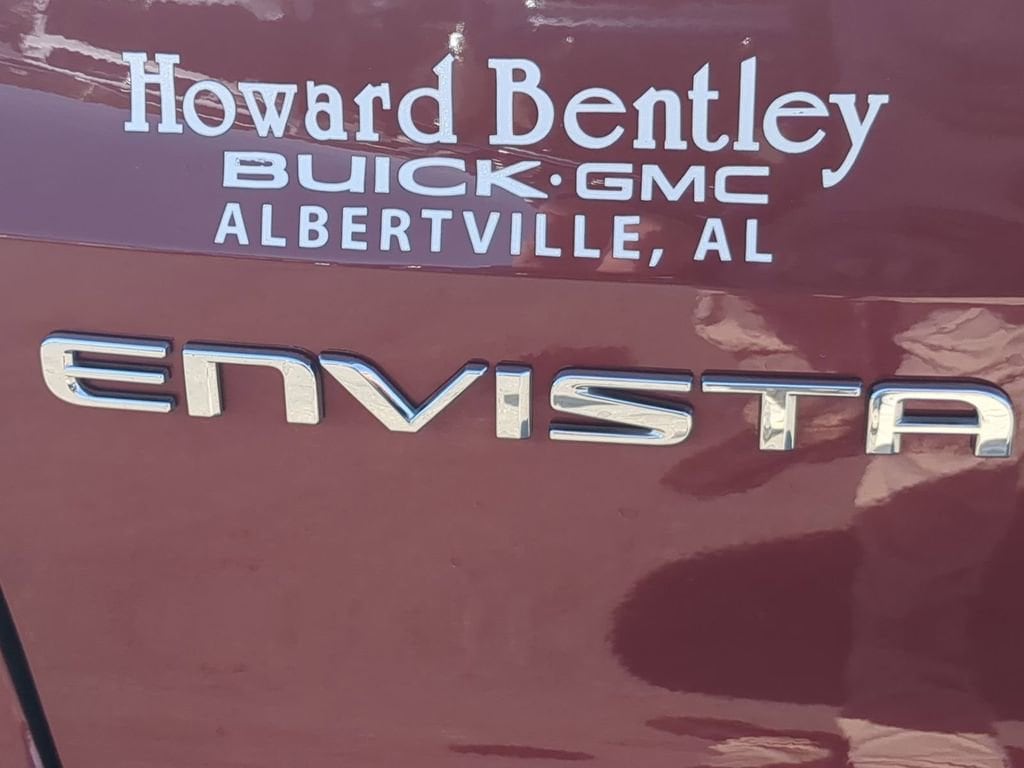 Howard Bentley
BUICK·GMC
ALBERTVILLE, AL
ENVISTA